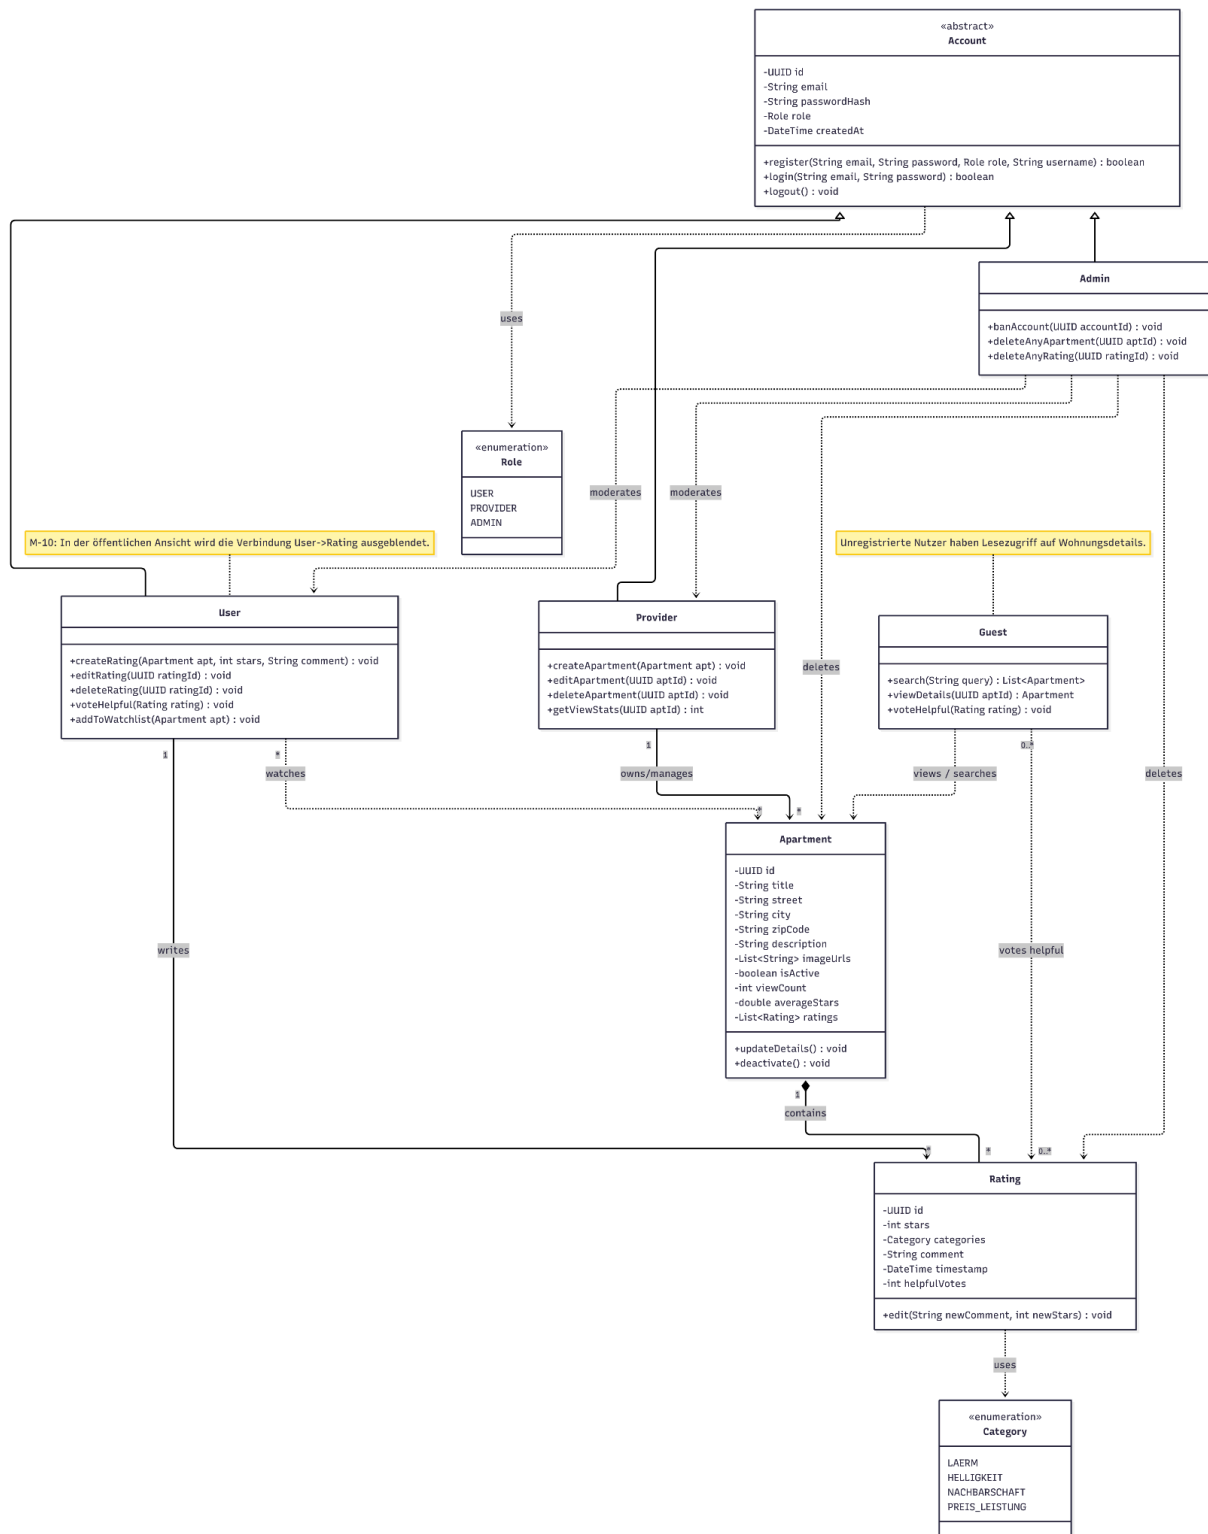 «abstract»
Account
-UUID id
-String email
-String passwordHash
-Role role
-DateTime createdAt
+register(String email, String password, Role role, String username) : boolean
+login(String email, String password) : boolean
+logout() : void
Admin
+banAccount(UUID accountId) : void
+deleteAnyApartment(UUID aptId) : void
+deleteAnyRating(UUID ratingId) : void
uses
«enumeration»
Role
USER
PROVIDER
ADMIN
moderates
moderates
M-10: In der öffentlichen Ansicht wird die Verbindung User->Rating ausgeblendet.
Unregistrierte Nutzer haben Lesezugriff auf Wohnungsdetails.
User
+createRating(Apartment apt, int stars, String comment) : void
+editRating(UUID ratingId) : void
+deleteRating(UUID ratingId) : void
+voteHelpful(Rating rating) : void
+addToWatchlist(Apartment apt) : void
Provider
+createApartment(Apartment apt) : void
+editApartment(UUID aptId) : void
+deleteApartment(UUID aptId) : void
+getViewStats(UUID aptId) : int
deletes
Guest
+search(String query) : List<Apartment>
+viewDetails(UUID aptId) : Apartment
+voteHelpful(Rating rating) : void
1
*
1
0..*
watches
owns/manages
views / searches
deletes
*
*
Apartment
-UUID id
-String title
-String street
-String city
-String zipCode
-String description
-List<String> imageUrls
-boolean isActive
-int viewCount
-double averageStars
-List<Rating> ratings
+updateDetails() : void
+deactivate() : void
writes
votes helpful
1
contains
*
*
0..*
Rating
-UUID id
-int stars
-Category categories
-String comment
-DateTime timestamp
-int helpfulVotes
+edit(String newComment, int newStars) : void
uses
«enumeration»
Category
LAERM
HELLIGKEIT
NACHBARSCHAFT
PREIS_LEISTUNG